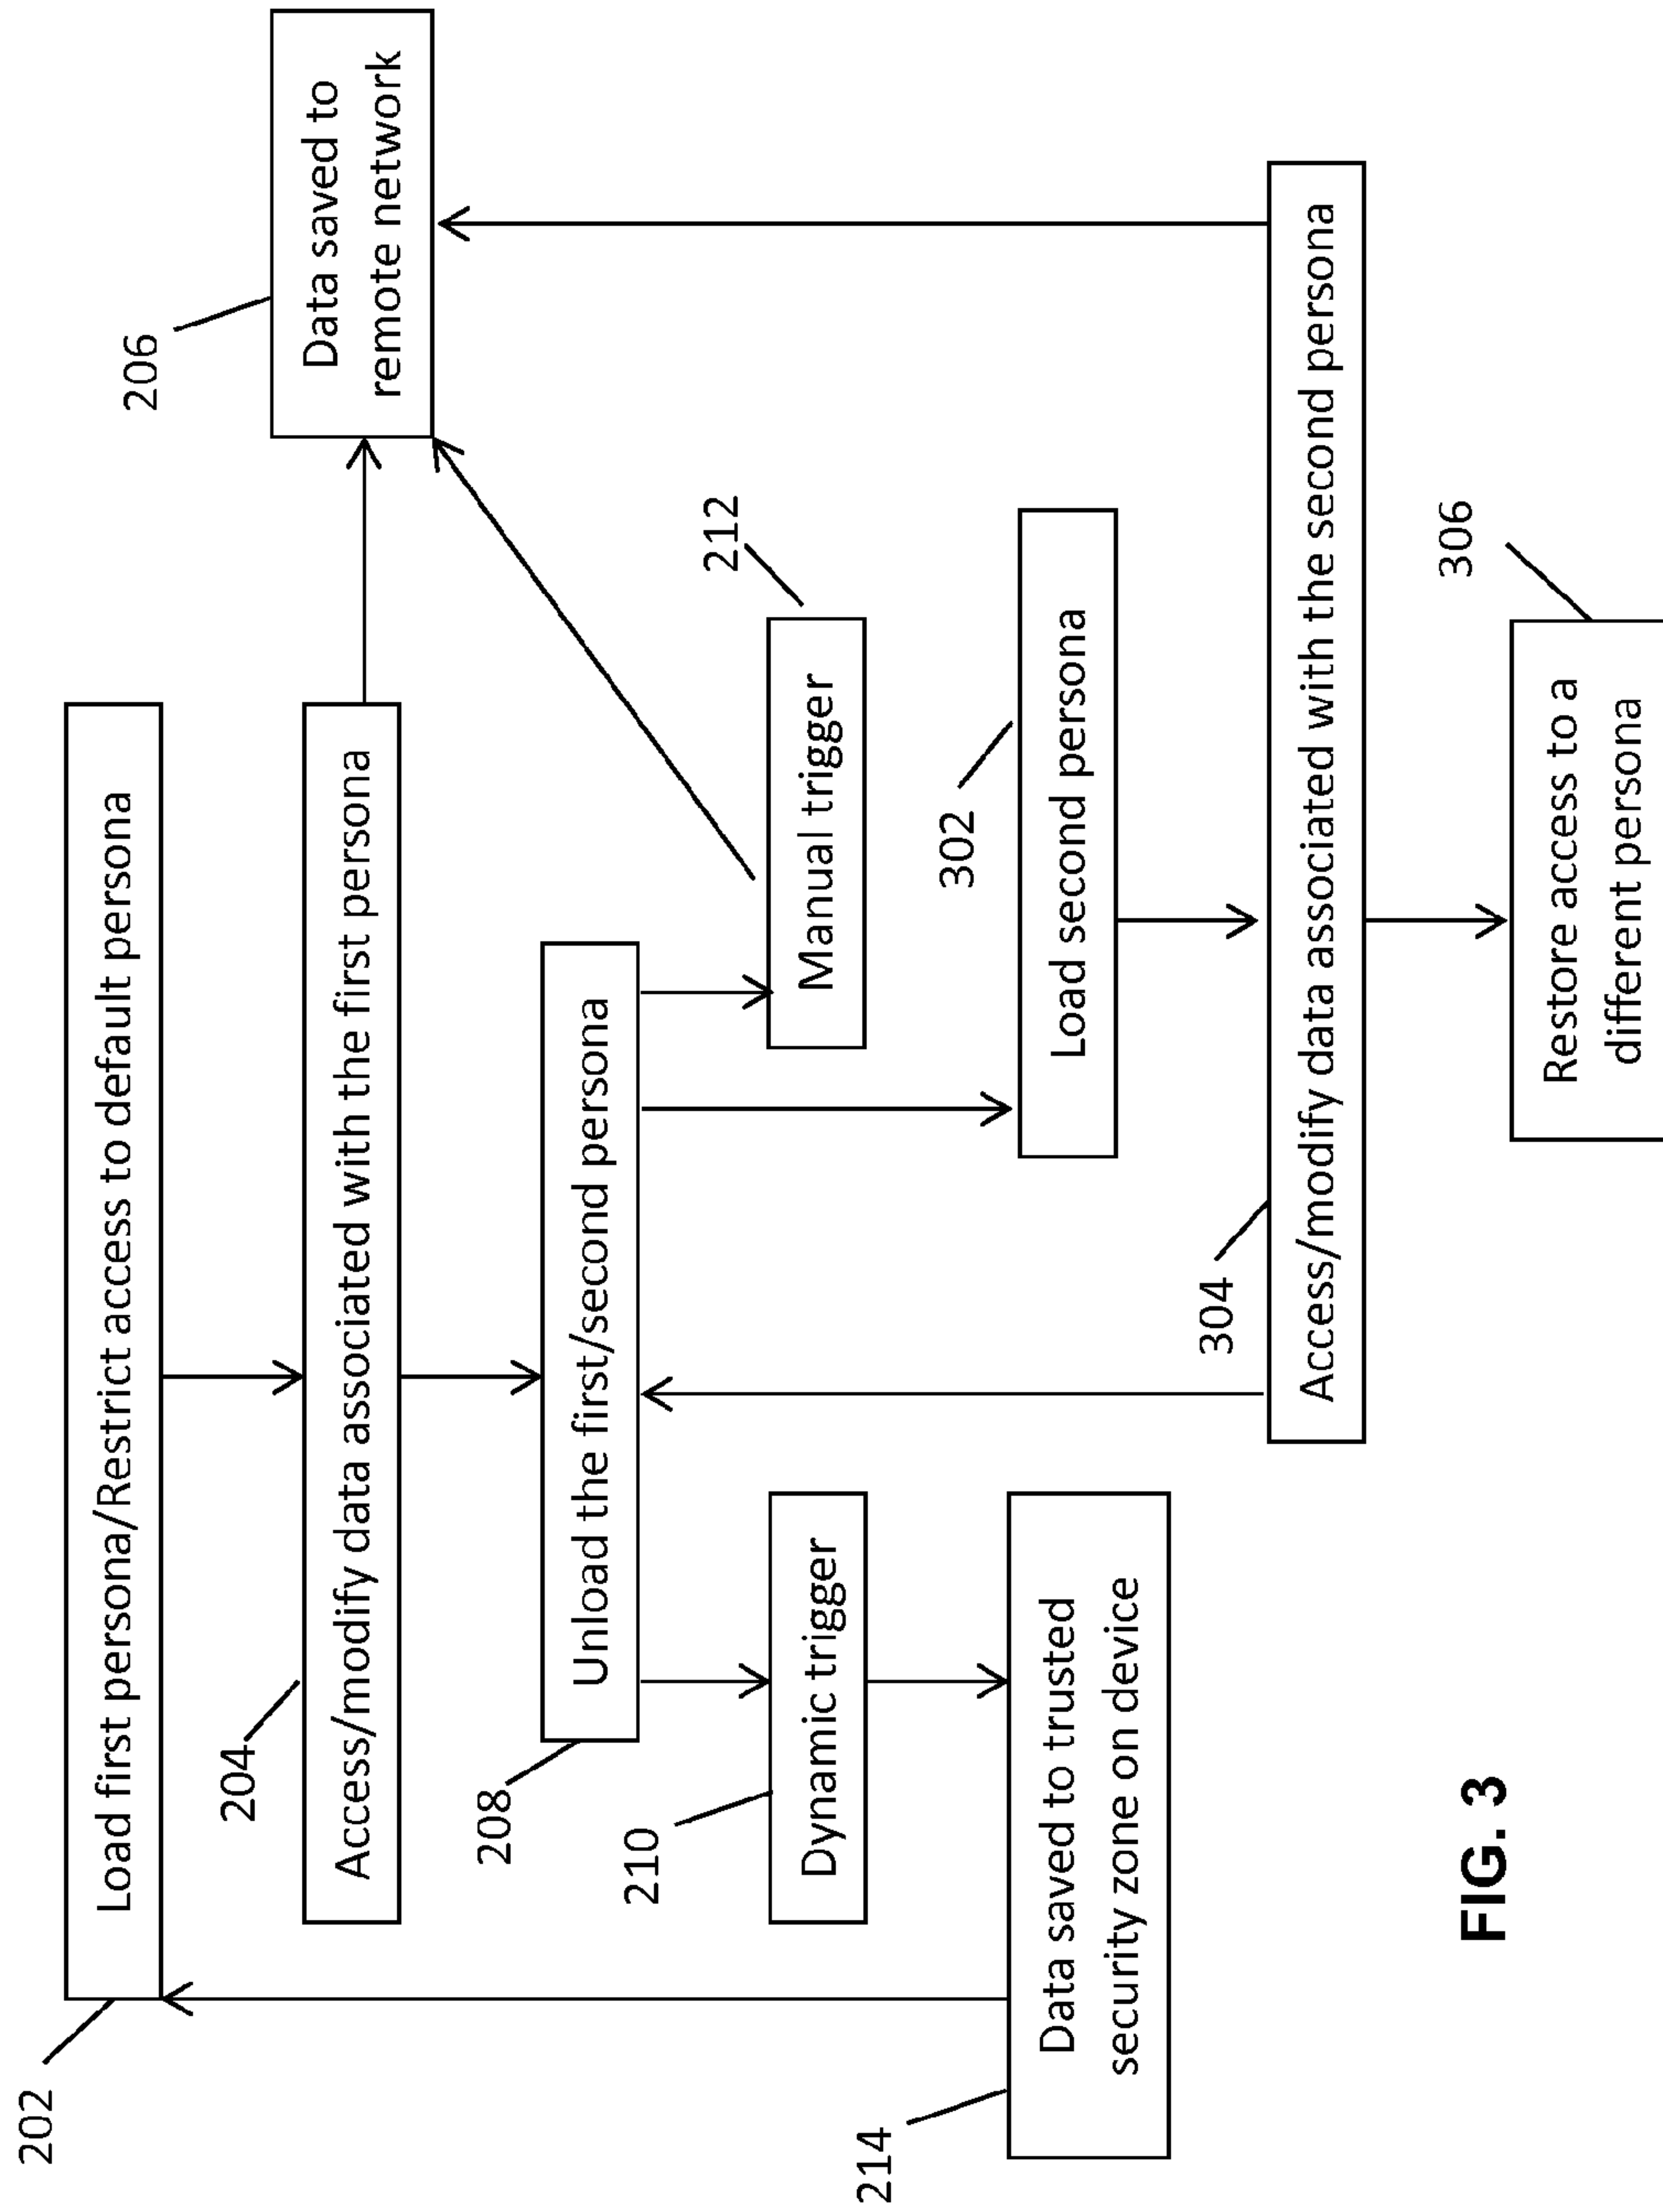 202
Load first persona/Restrict access to default persona
204
Access/modify data associated with the first persona
206
Data saved to
remote network
208
Unload the first/second persona
210
Dynamic trigger
212
Manual trigger
214
Data saved to trusted
security zone on device
302
Load second persona
304
Access/modify data associated with the second persona
306
Restore access to a
different persona
FIG. 3